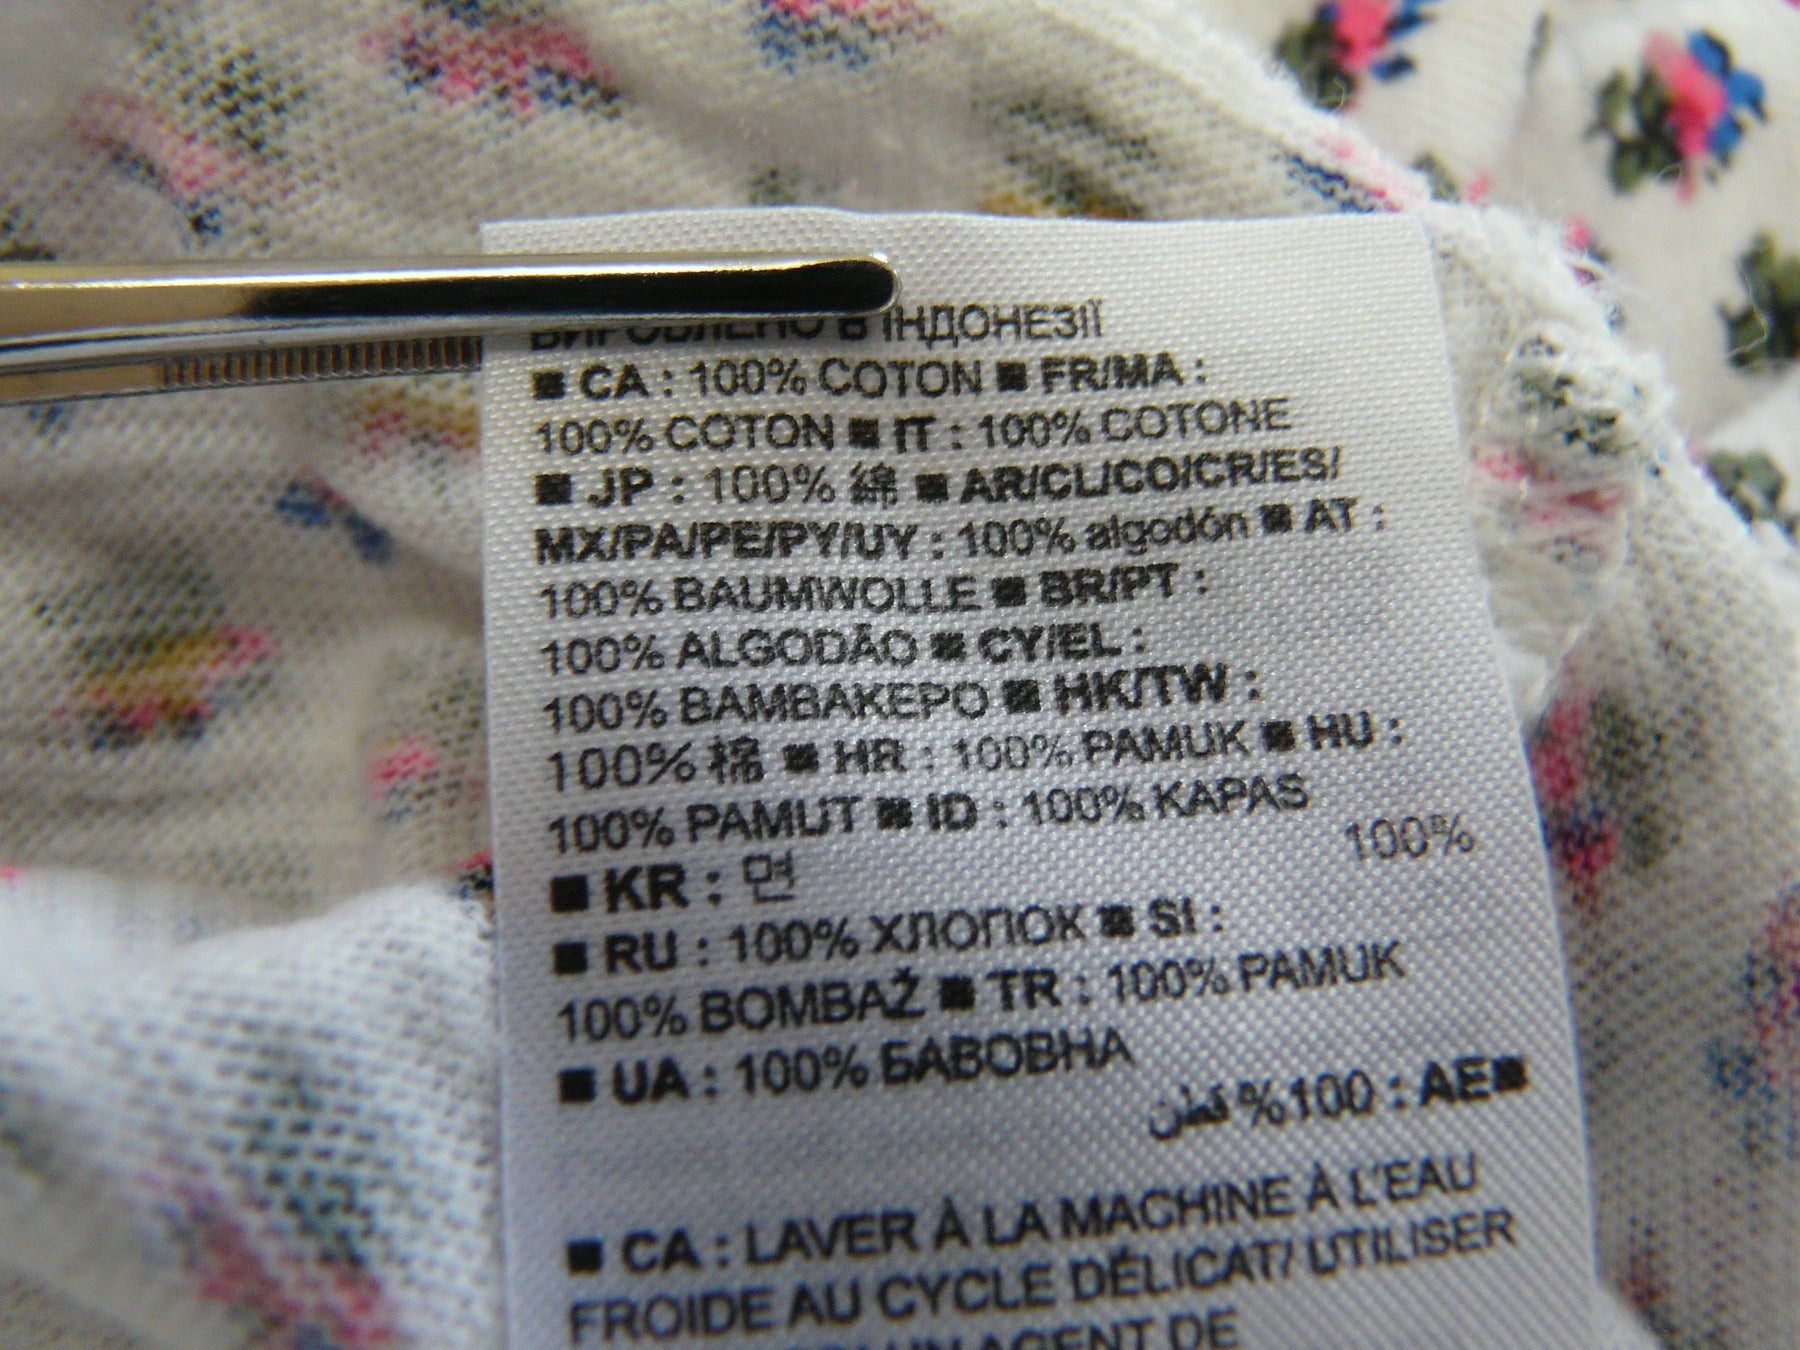 ВИРОБЛЕНО В ІНДОНЕЗІЇ
■ CA : 100% COTON ■ FR/MA :
100% COTON ■ IT : 100% COTONE
■ JP : 100% 綿 ■ AR/CL/CO/CR/ES/
MX/PA/PE/PY/UY : 100% algodón ■ AT :
100% BAUMWOLLE ■ BR/PT :
100% ALGODÃO ■ CY/EL :
100% ΒΑΜΒΑΚΕΡΟ ■ HK/TW :
100% 棉 ■ HR : 100% PAMUK ■ HU :
100% PAMUT ■ ID : 100% KAPAS
■ KR : 면 100%
■ RU : 100% ХЛОПОК ■ SI :
100% BOMBAŽ ■ TR : 100% PAMUK
■ UA : 100% БАВОВНА
■AE : 100% قطن
■ CA : LAVER À LA MACHINE À L'EAU
FROIDE AU CYCLE DÉLICAT/ UTILISER
UN AGENT DE